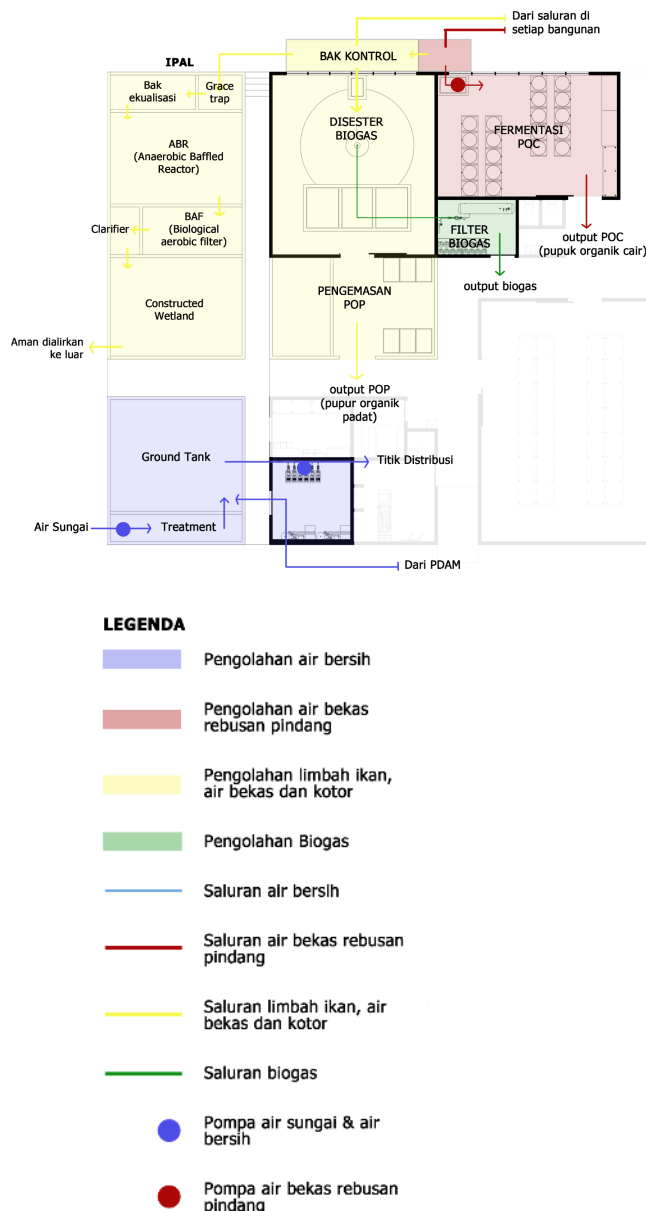 Dari saluran di
setiap bangunan
IPAL
BAK KONTROL
Bak
ekualisasi
Grace
trap
DISESTER
BIOGAS
FERMENTASI
POC
ABR
(Anaerobic Baffled
Reactor)
Clarifier
BAF
(Biological
aerobic filter)
FILTER
BIOGAS
output POC
(pupuk organik cair)
output biogas
PENGEMASAN
POP
Constructed
Wetland
Aman dialirkan
ke luar
output POP
(pupur organik
padat)
Ground Tank
Titik Distribusi
Air Sungai
Treatment
Dari PDAM
LEGENDA
Pengolahan air bersih
Pengolahan air bekas
rebusan pindang
Pengolahan limbah ikan,
air bekas dan kotor
Pengolahan Biogas
Saluran air bersih
Saluran air bekas rebusan
pindang
Saluran limbah ikan, air
bekas dan kotor
Saluran biogas
Pompa air sungai & air
bersih
Pompa air bekas rebusan
pindang